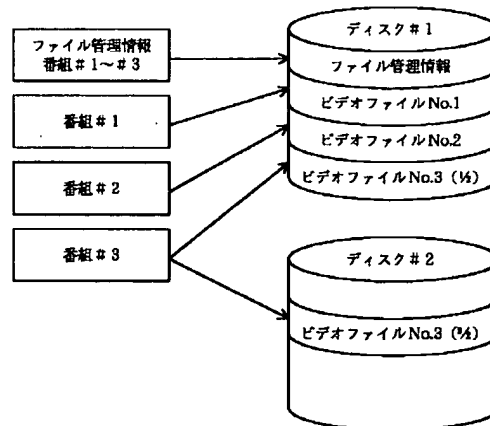 ファイル管理情報
番組#1〜#3
番組#1
番組#2
番組#3
ディスク#1
ファイル管理情報
ビデオファイルNo.1
ビデオファイルNo.2
ビデオファイルNo.3(½)
ディスク#2
ビデオファイルNo.3